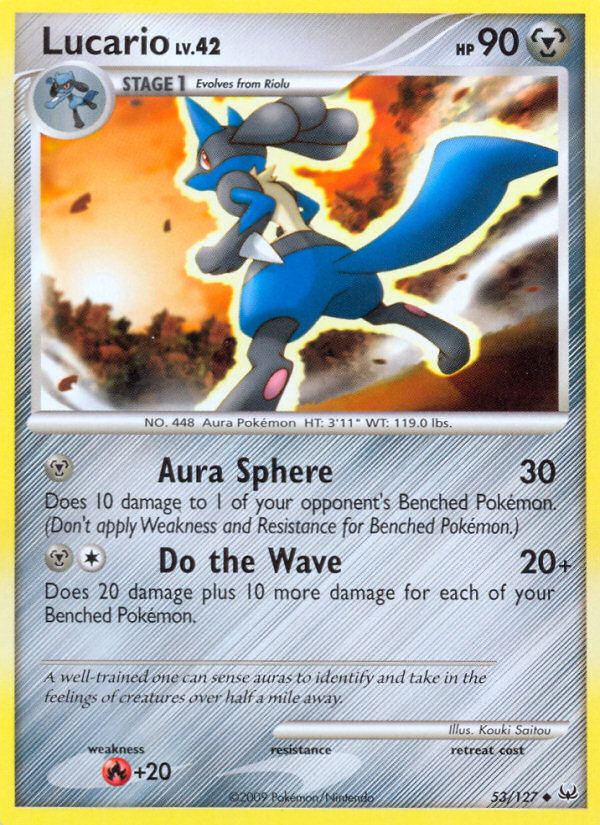 Lucario LV.42 HP 90
STAGE 1 Evolves from Riolu
NO. 448 Aura Pokémon HT: 3'11" WT: 119.0 lbs.
Aura Sphere 30
Does 10 damage to 1 of your opponent's Benched Pokémon.
(Don't apply Weakness and Resistance for Benched Pokémon.)
Do the Wave 20+
Does 20 damage plus 10 more damage for each of your
Benched Pokémon.
A well-trained one can sense auras to identify and take in the
feelings of creatures over half a mile away.
Illus. Kouki Saitou
weakness resistance retreat cost
+20
©2009 Pokémon/Nintendo 53/127